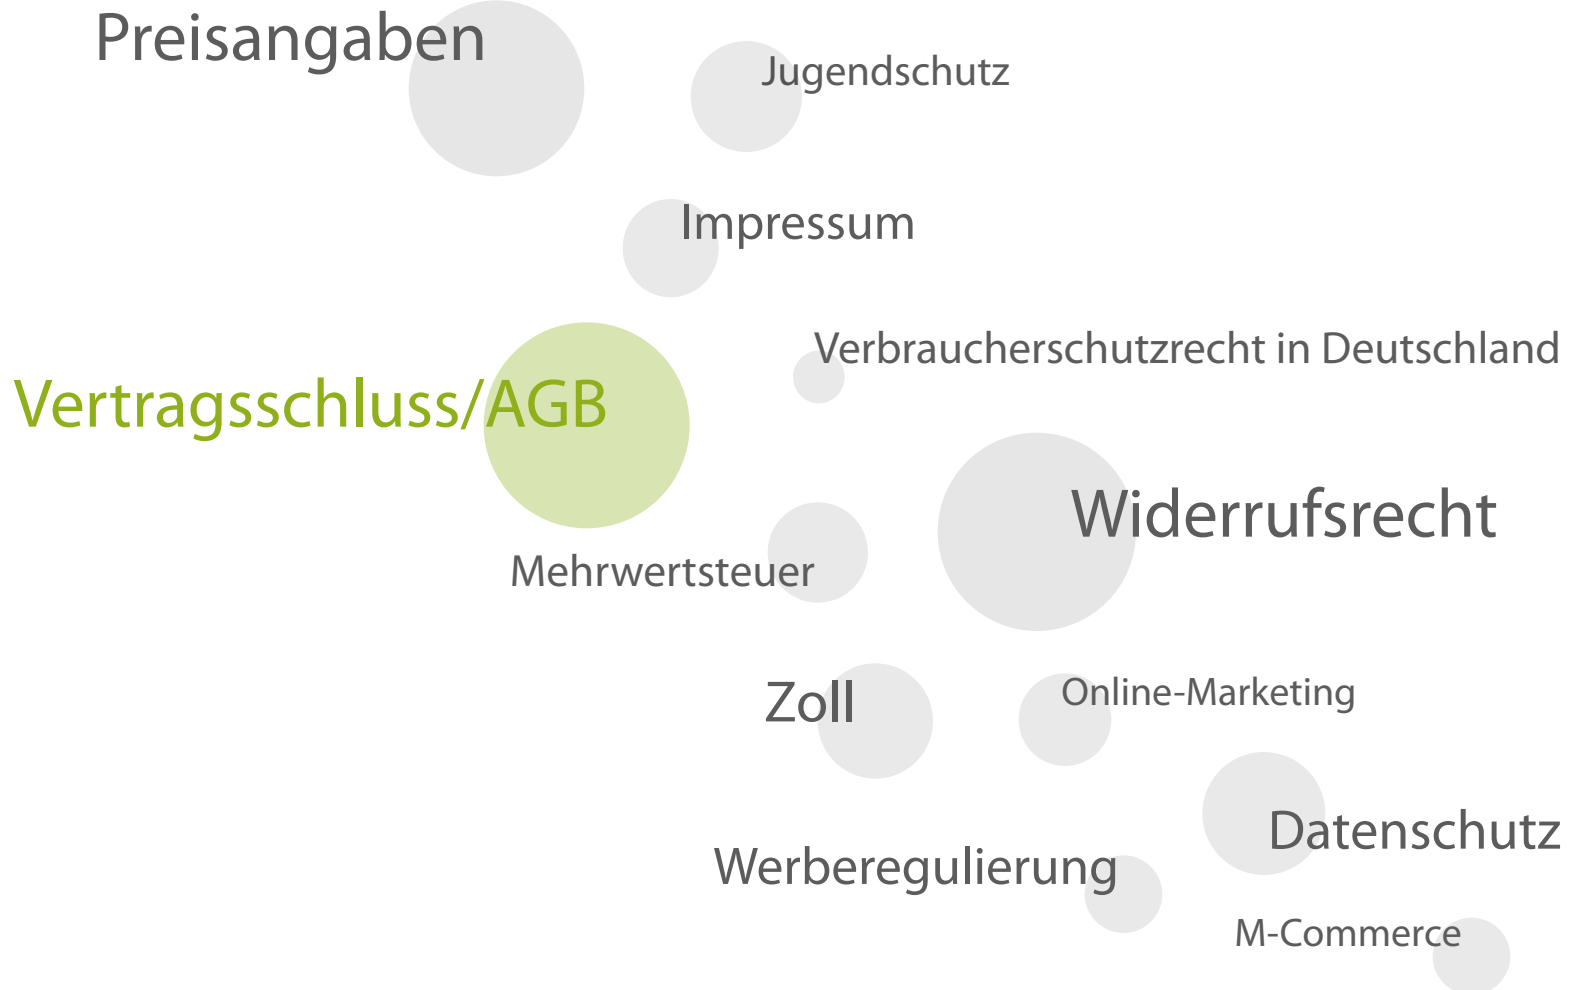 Preisangaben
Jugendschutz
Impressum
Verbraucherschutzrecht in Deutschland
Vertragsschluss/AGB
Widerrufsrecht
Mehrwertsteuer
Zoll
Online-Marketing
Datenschutz
Werberegulierung
M-Commerce